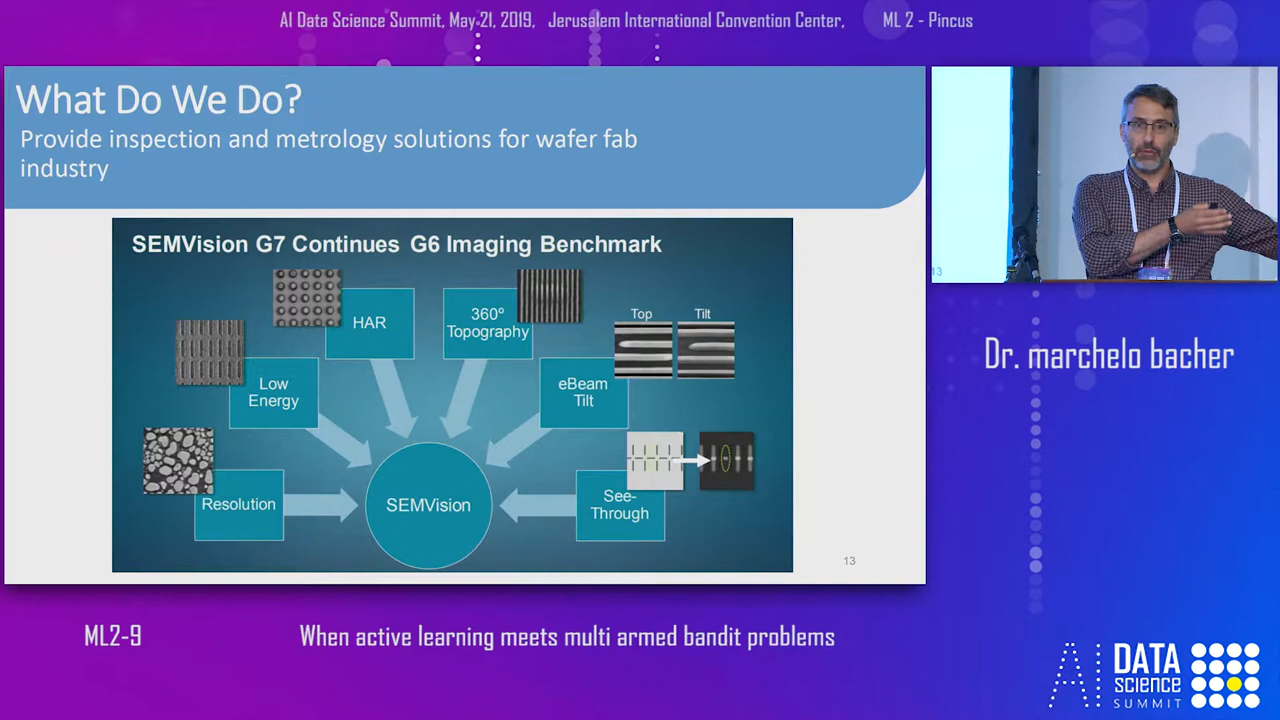 AI Data Science Summit, May 21, 2019, Jerusalem International Convention Center, ML 2 - Pincus
What Do We Do?
Provide inspection and metrology solutions for wafer fab
industry
SEMVision G7 Continues G6 Imaging Benchmark
HAR
360º
Topography
Top
Tilt
Low
Energy
eBeam
Tilt
Resolution
SEMVision
See-
Through
13
13
Dr. marchelo bacher
ML2-9
When active learning meets multi armed bandit problems
AI
DATA
SCIENCE
SUMMIT